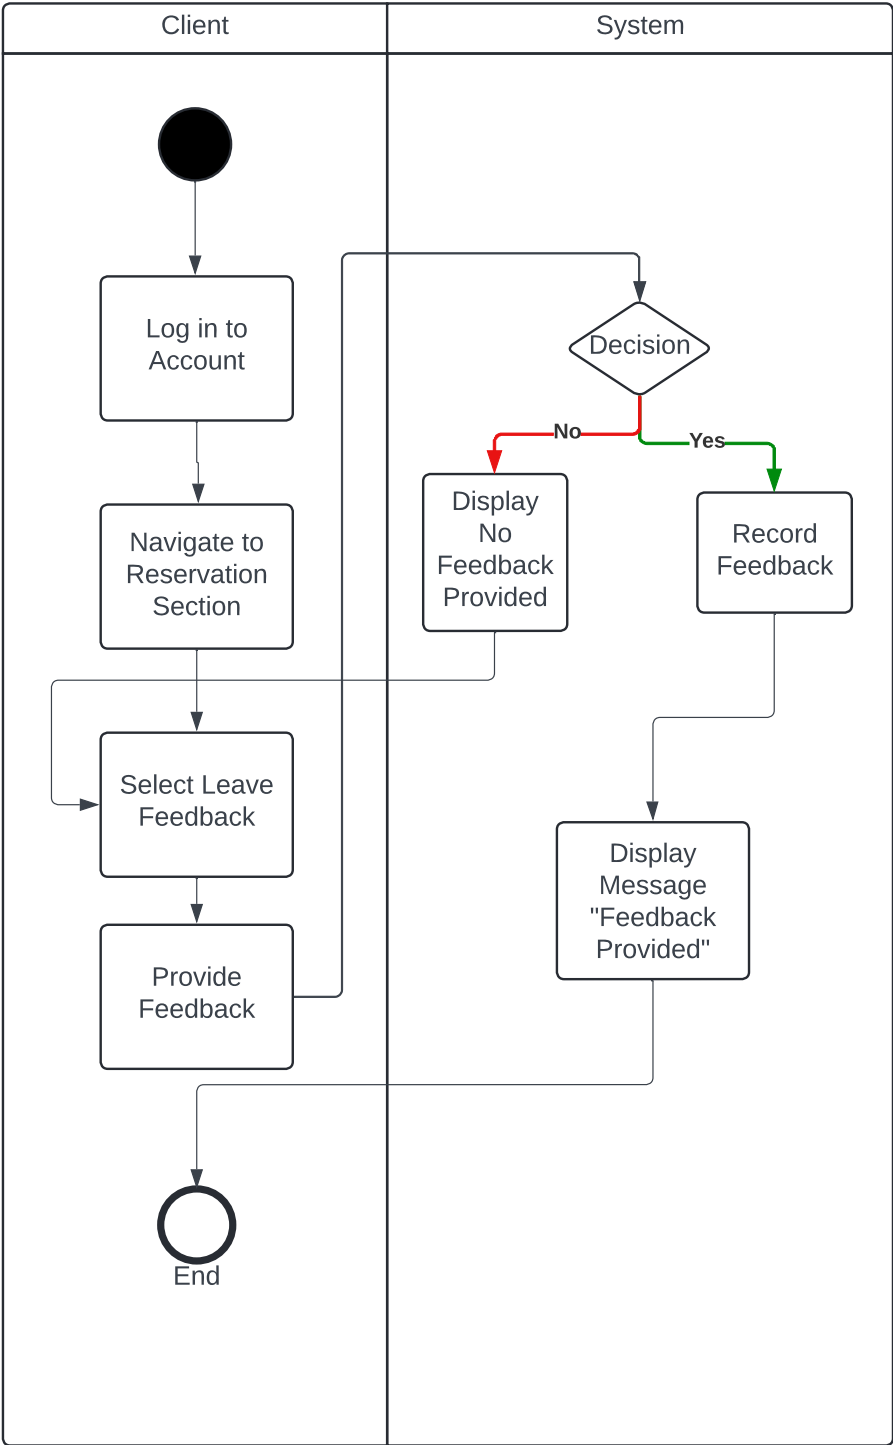 Client
System
Log in to
Account
Navigate to
Reservation
Section
Select Leave
Feedback
Provide
Feedback
End
Decision
No
Yes
Display
No
Feedback
Provided
Record
Feedback
Display
Message
"Feedback
Provided"